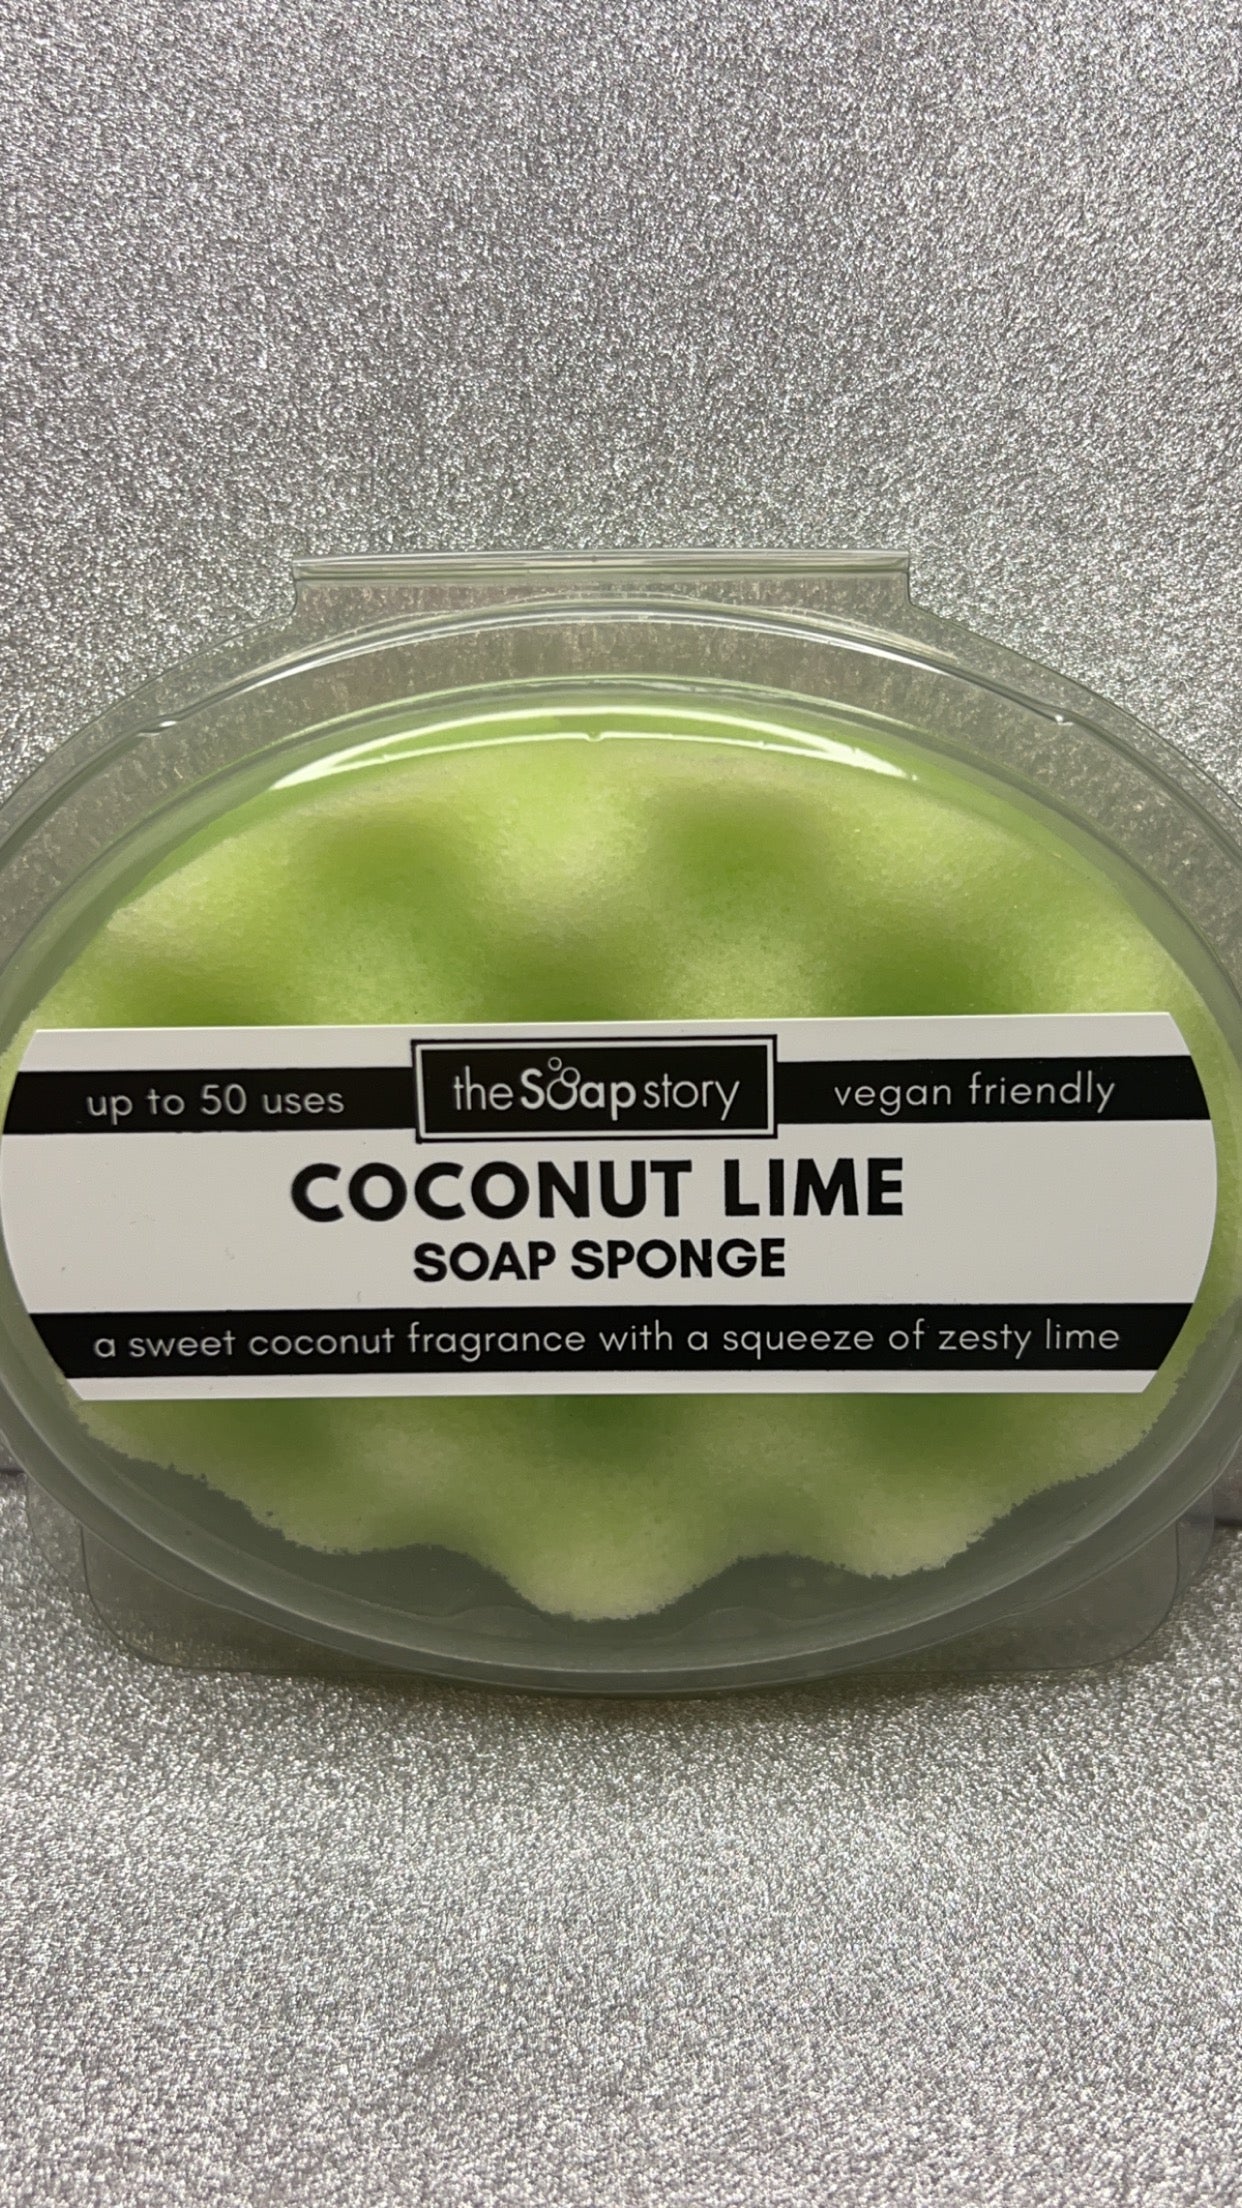 up to 50 uses
the Soap story
vegan friendly
COCONUT LIME
SOAP SPONGE
a sweet coconut fragrance with a squeeze of zesty lime